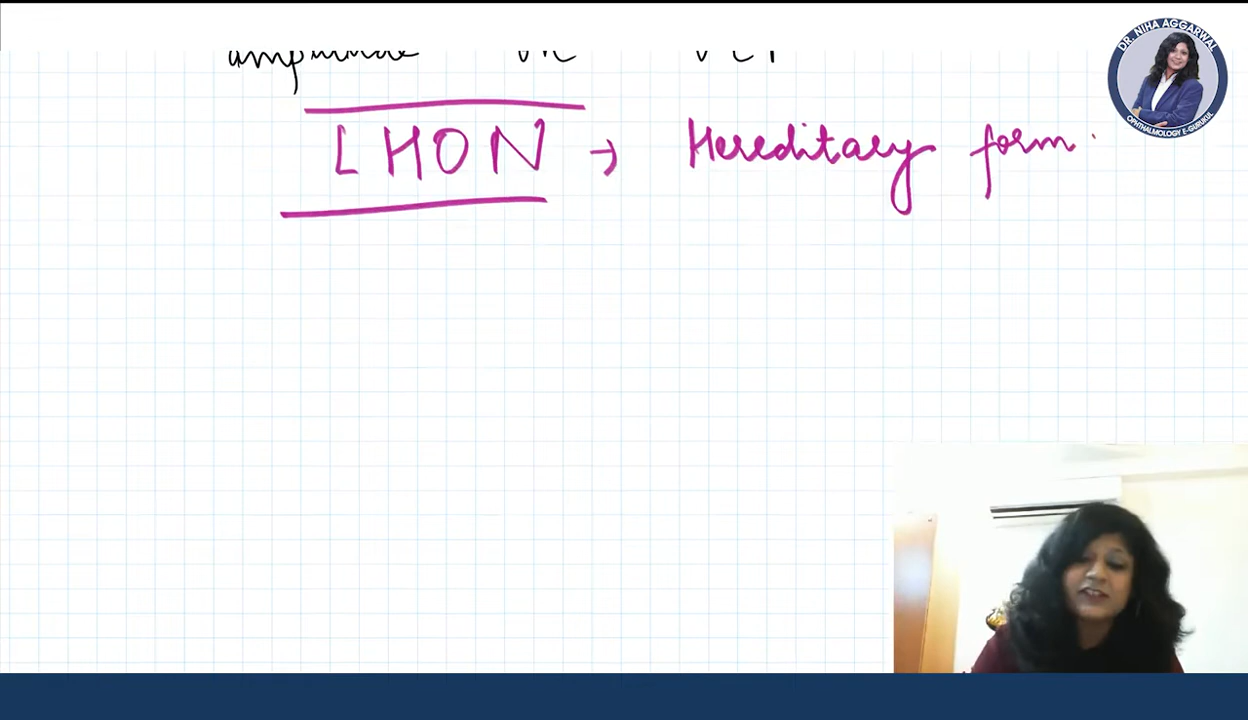 LHON → Hereditary form.
DR. NIHA AGGARWAL
OPHTHALMOLOGY E-GURUKUL